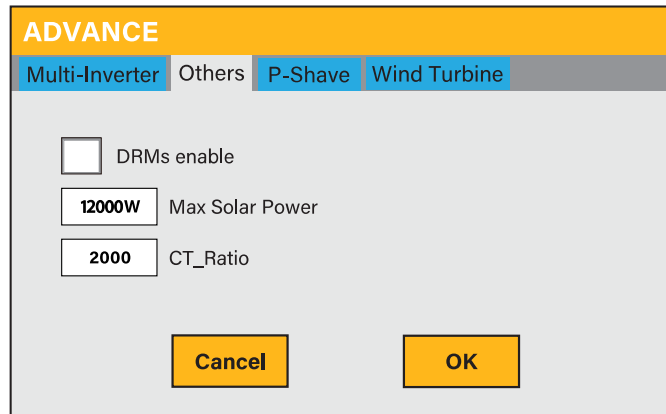 ADVANCE
Multi-Inverter Others P-Shave Wind Turbine
DRMs enable
12000W Max Solar Power
2000 CT_Ratio
Cancel OK